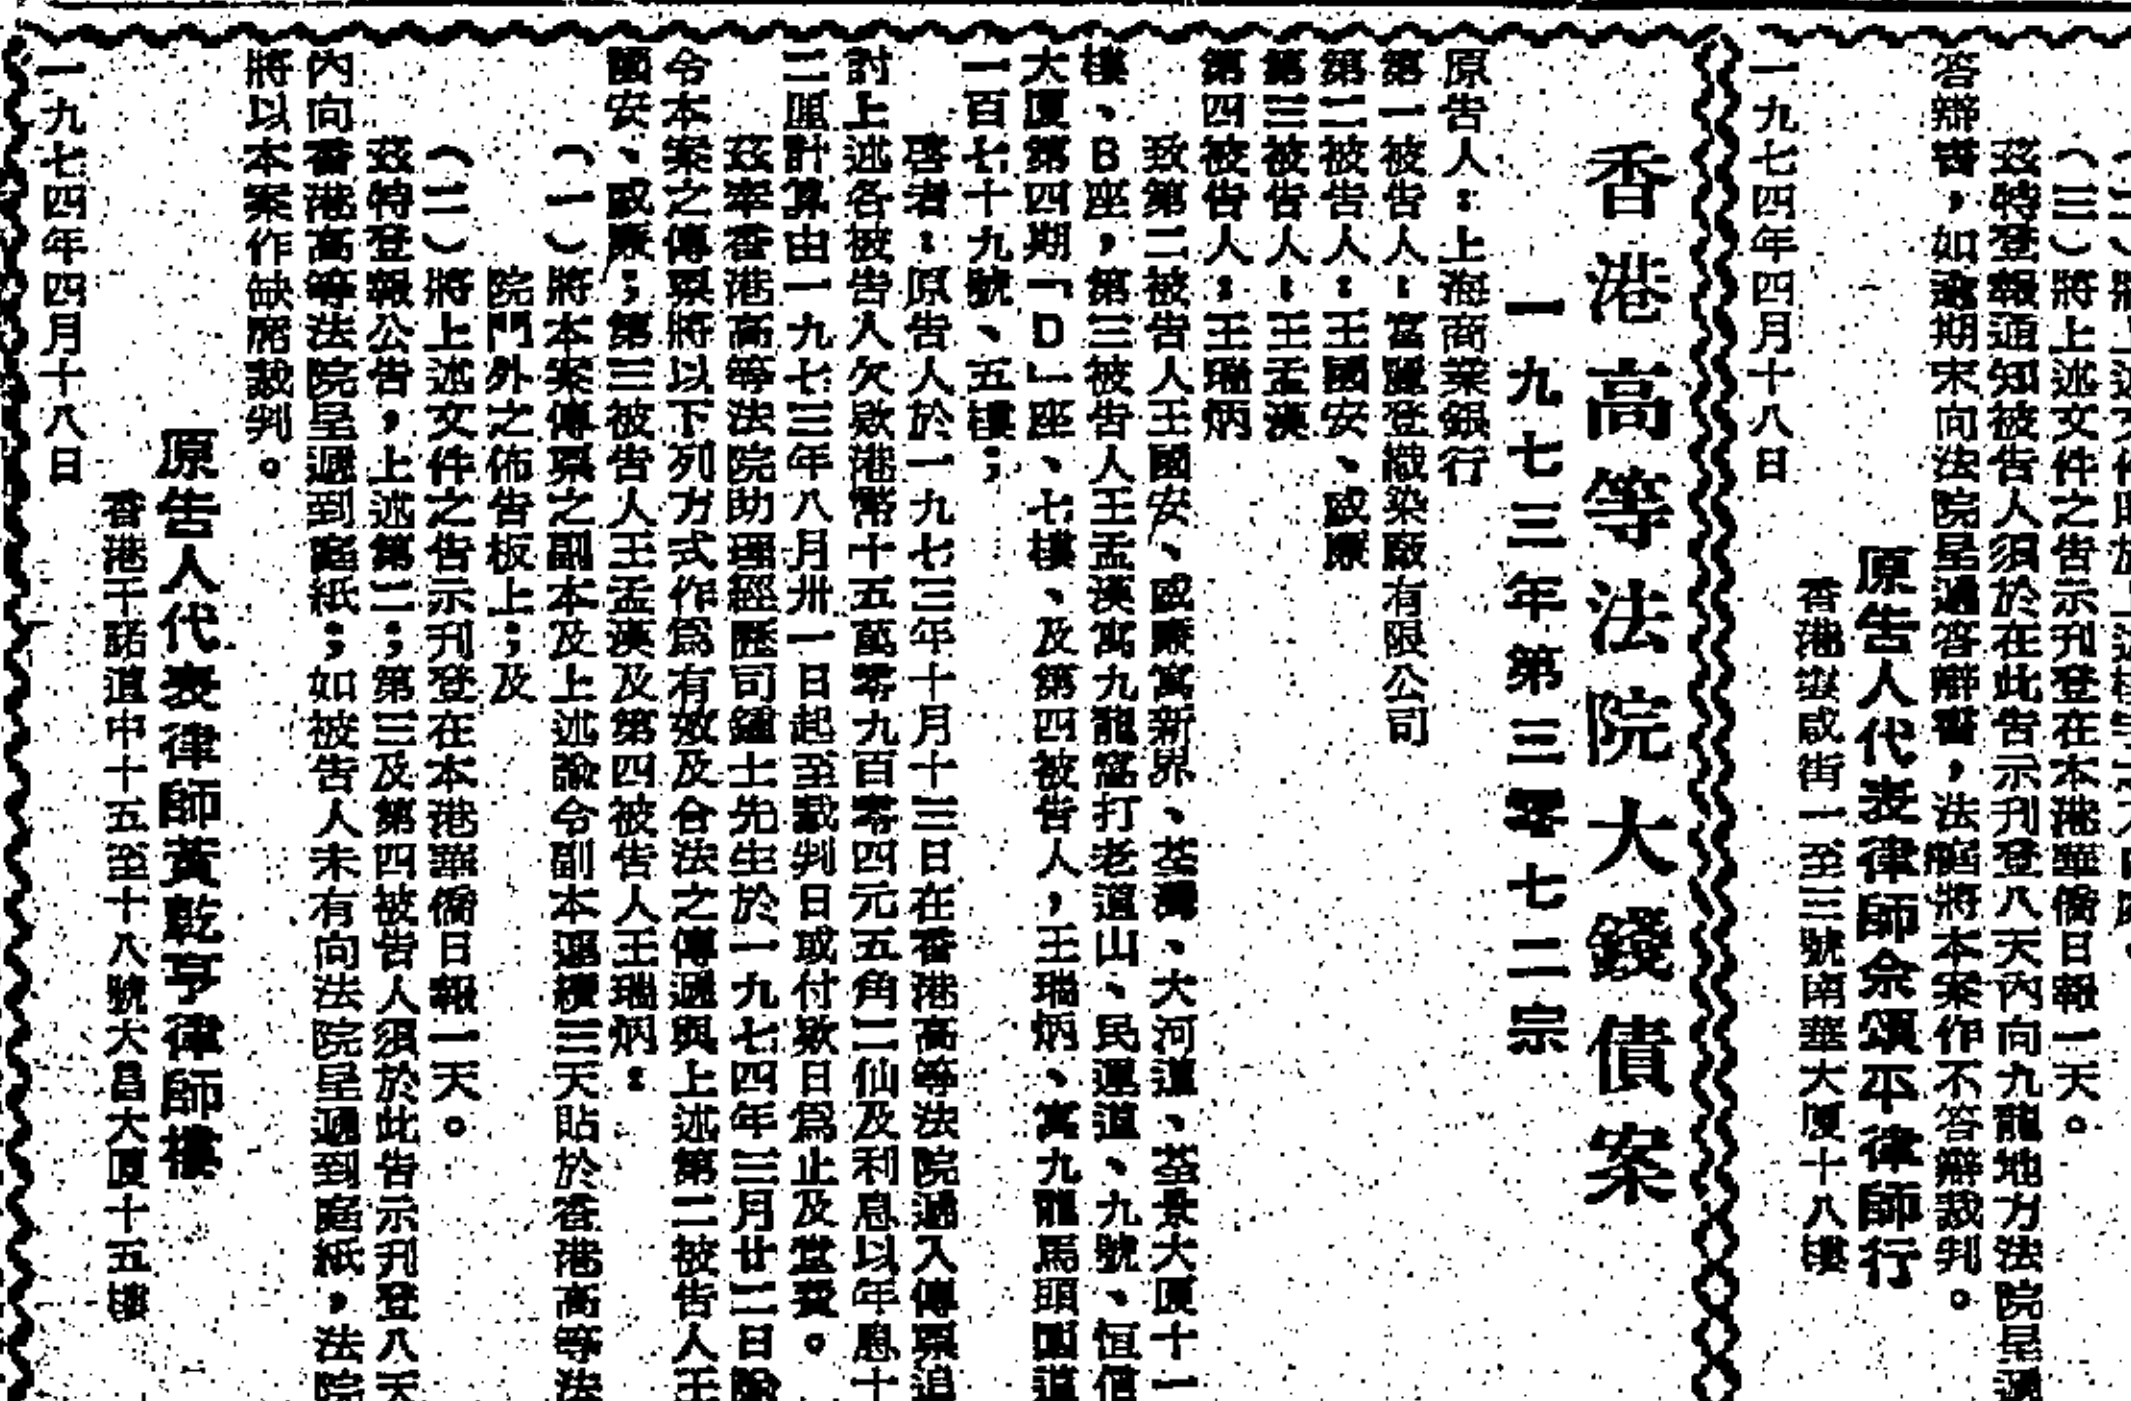 將上述文件
(三)將上述文件之告示刊登在本港華僑日報一天。
茲特登報通知被告人須於在此告示刊登八天內向九龍地方法院呈遞
答辯書,如逾期未向法院呈遞答辯書,法庭將本案作不答辯裁判。
原告人代表律師佘頌平律師行
香港雪咸街一至三號南華大廈十八樓
一九七四年四月十八日
香港高等法院大錢債案
一九七三年第三零七二宗
原告人:上海商業銀行
第一被告人:富麗登織染廠有限公司
第二被告人:王國安、威廉
第三被告人:王孟漢
第四被告人:王瑞炳
致第二被告人王國安、威廉寓新界、荃灣、大河道、荃景大廈十一
樓、B座,第三被告人王孟漢寓九龍窩打老道山、民運道、九號、恒信
大廈第四期「D」座、七樓、及第四被告人,王瑞炳、寓九龍馬頭圍道
一百七十九號、五樓;
啓者:原告人於一九七三年十月十三日在香港高等法院遞入傳票追
討上述各被告人欠欵港幣十五萬零九百零四元五角二仙及利息以年息十
二厘計算由一九七三年八月卅一日起至裁判日或付欵日爲止及堂費。
茲奉香港高等法院助理經歷司鍾士先生於一九七四年三月廿二日諭
令本案之傳票將以下列方式作爲有效及合法之傳遞與上述第二被告人王
國安、威廉;第三被告人王孟漢及第四被告人王瑞炳:
(一)將本案傳票之副本及上述諭令副本連續三天貼於香港高等法
院門外之佈告板上;及
(二)將上述文件之告示刊登在本港華僑日報一天。
茲特登報公告,上述第二;第三及第四被告人須於此告示刊登八天
內向香港高等法院呈遞到庭紙;如被告人未有向法院呈遞到庭紙,法院
將以本案作缺席裁判。
原告人代表律師黃乾亨律師樓
香港干諾道中十五至十八號大昌大廈十五樓
一九七四年四月十八日